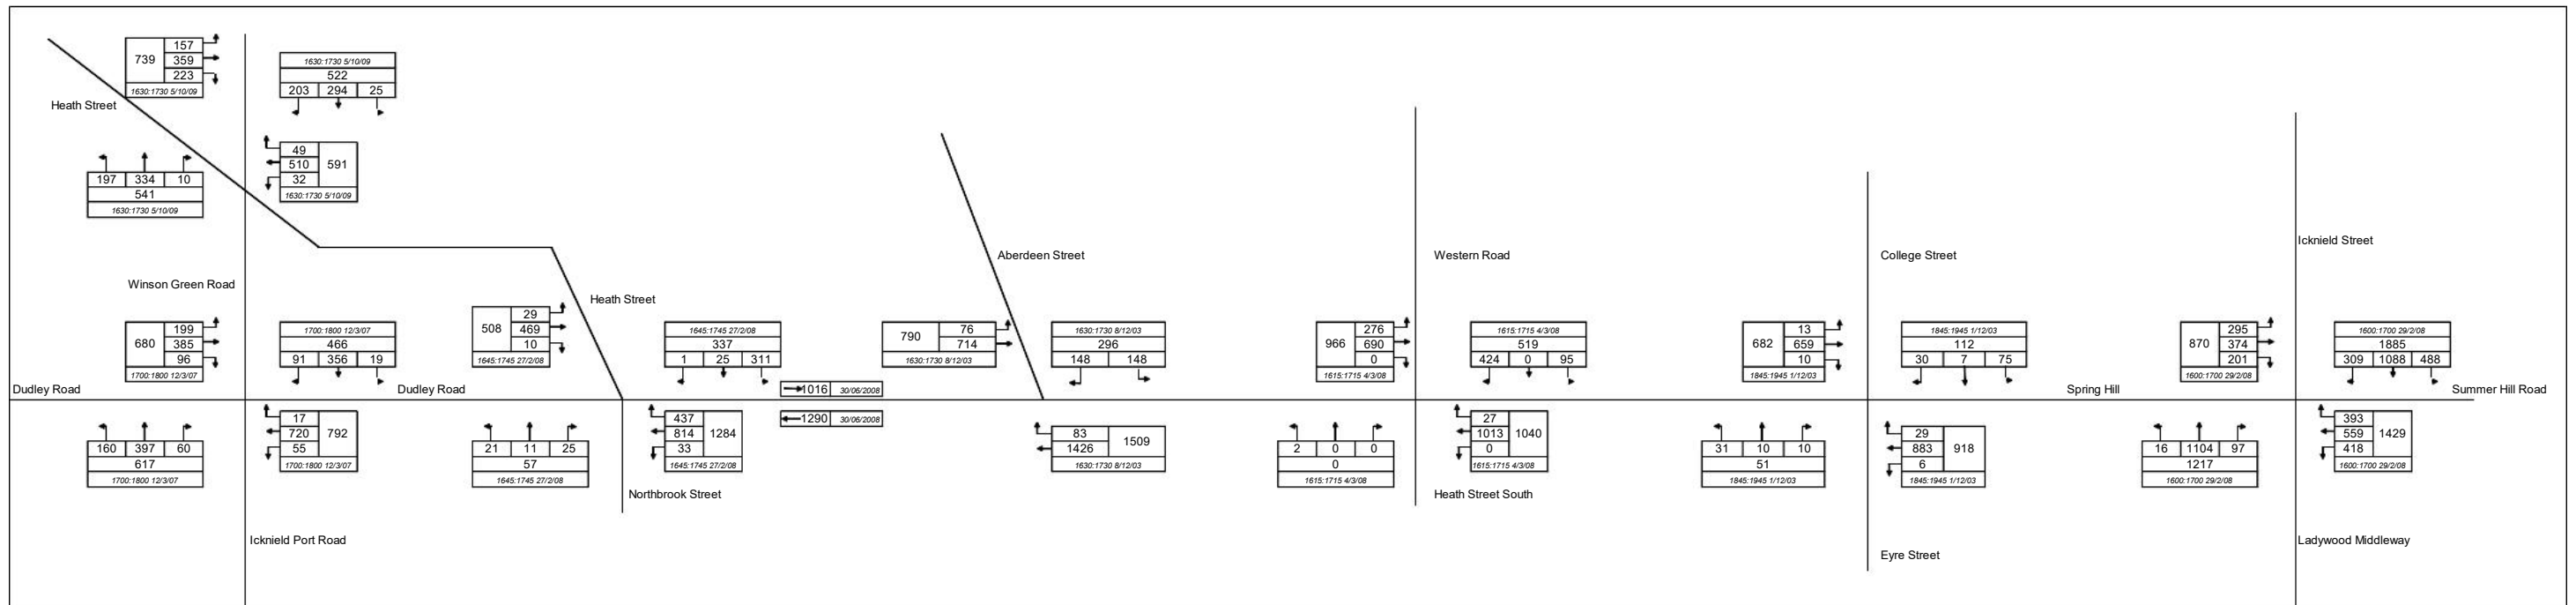 157
739 359
223
1630:1730 5/10/09
1630:1730 5/10/09
522
203 294 25
Heath Street
49
510 591
32
1630:1730 5/10/09
197 334 10
541
1630:1730 5/10/09
Aberdeen Street
Western Road
College Street
Icknield Street
Winson Green Road
Heath Street
199
680 385
96
1700:1800 12/3/07
1700:1800 12/3/07
466
91 356 19
29
508 469
10
1645:1745 27/2/08
1645:1745 27/2/08
337
1 25 311
790 76
714
1630:1730 8/12/03
1630:1730 8/12/03
296
148 148
276
966 690
0
1615:1715 4/3/08
1615:1715 4/3/08
519
424 0 95
13
682 659
10
1845:1945 1/12/03
1845:1945 1/12/03
112
30 7 75
295
870 374
201
1600:1700 29/2/08
1600:1700 29/2/08
1885
309 1088 488
Dudley Road
Dudley Road
1016 30/06/2008
Spring Hill
Summer Hill Road
1290 30/06/2008
160 397 60
617
1700:1800 12/3/07
17
720 792
55
1700:1800 12/3/07
21 11 25
57
1645:1745 27/2/08
437
814 1284
33
1645:1745 27/2/08
83 1509
1426
1630:1730 8/12/03
2 0 0
0
1615:1715 4/3/08
27
1013 1040
0
1615:1715 4/3/08
31 10 10
51
1845:1945 1/12/03
29
883 918
6
1845:1945 1/12/03
16 1104 97
1217
1600:1700 29/2/08
393
559 1429
418
1600:1700 29/2/08
Northbrook Street
Heath Street South
Icknield Port Road
Eyre Street
Ladywood Middleway